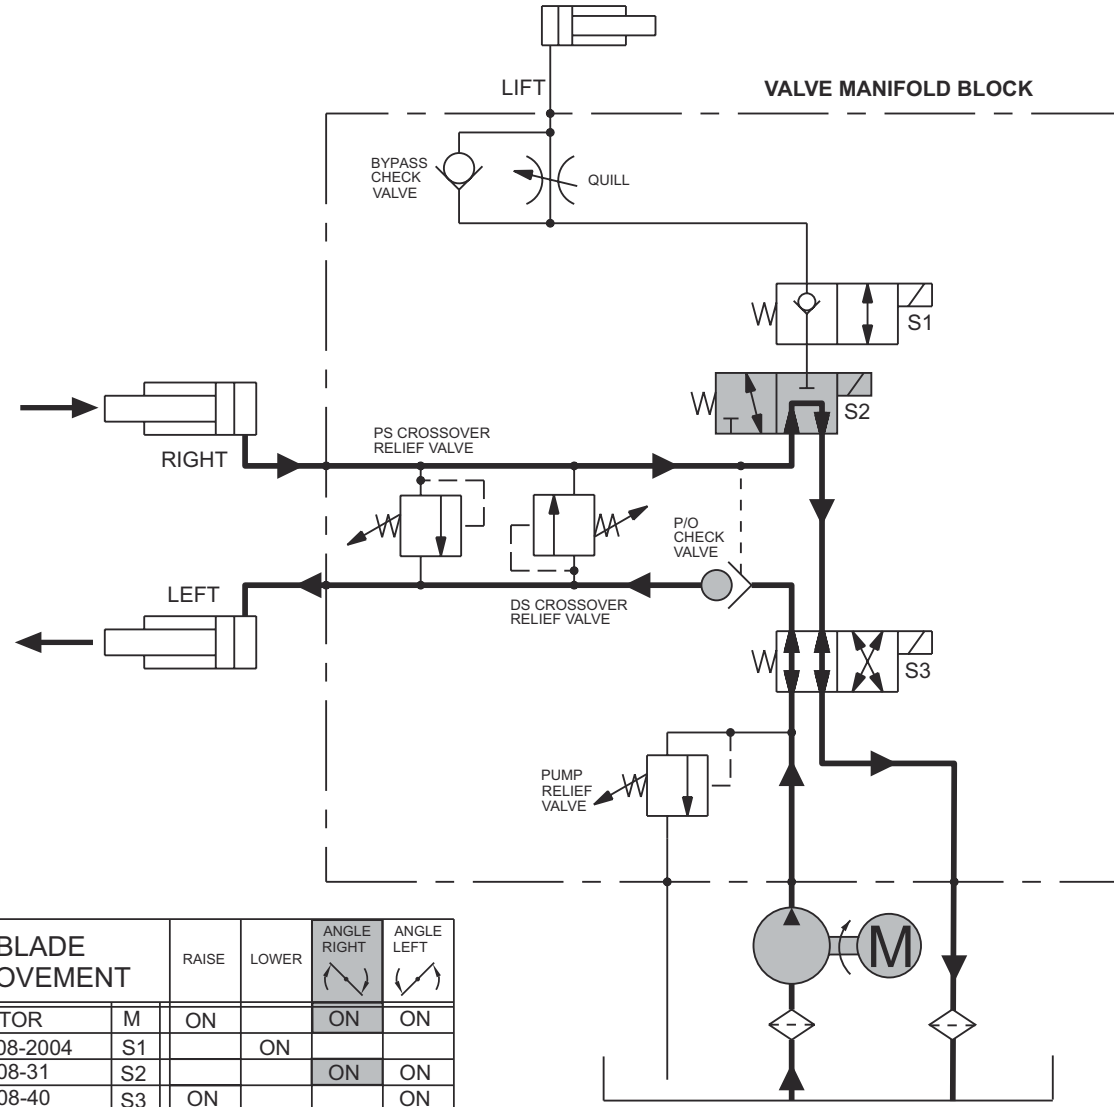 LIFT
VALVE MANIFOLD BLOCK
BYPASS
CHECK
VALVE
QUILL
S1
S2
PS CROSSOVER
RELIEF VALVE
RIGHT
P/O
CHECK
VALVE
LEFT
DS CROSSOVER
RELIEF VALVE
S3
PUMP
RELIEF
VALVE
M
BLADE
OVEMENT
RAISE
LOWER
ANGLE
RIGHT
ANGLE
LEFT
TOR M ON ON ON
08-2004 S1 ON
08-31 S2 ON ON
08-40 S3 ON ON